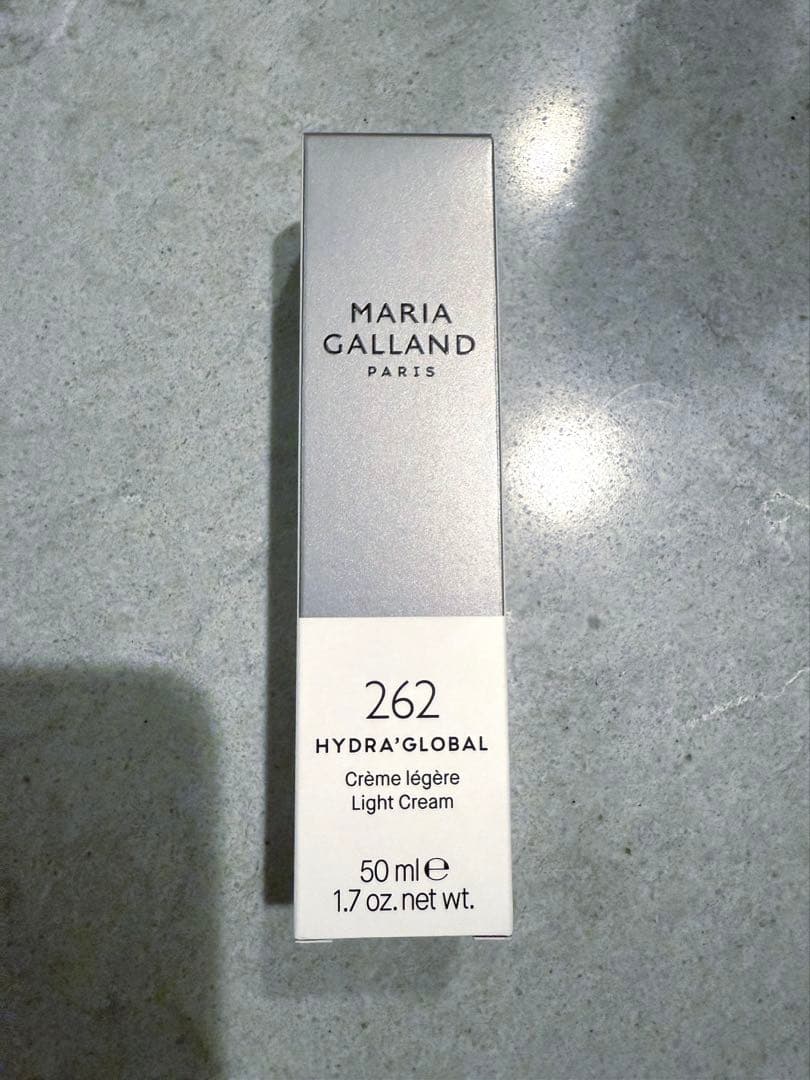 MARIA
GALLAND
PARIS
262
HYDRA'GLOBAL
Crème légère
Light Cream
50 ml ℮
1.7 oz. net wt.